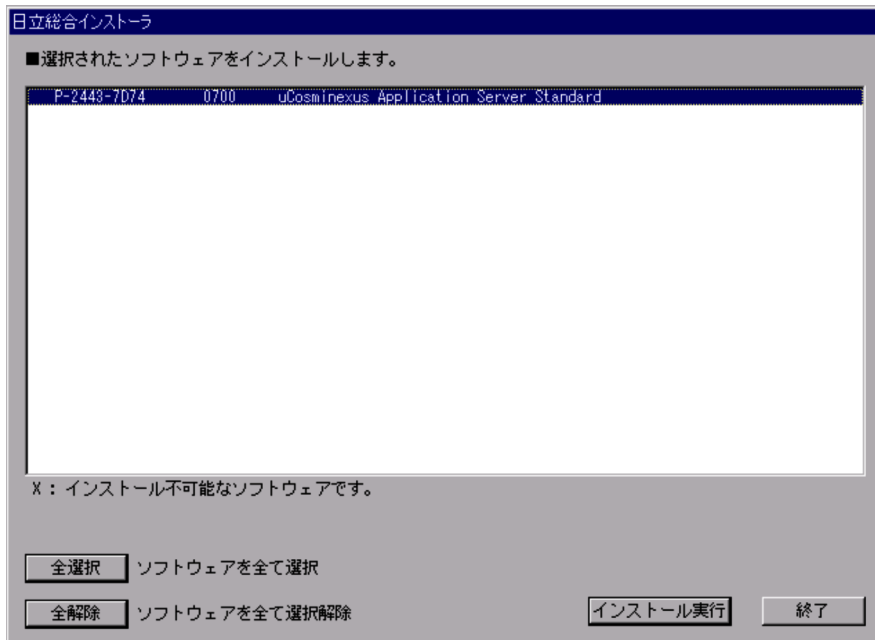 日立総合インストーラ
■選択されたソフトウェアをインストールします。
P-2443-7D74 0700 uCosminexus Application Server Standard
X : インストール不可能なソフトウェアです。
全選択 ソフトウェアを全て選択
全解除 ソフトウェアを全て選択解除
インストール実行 終了